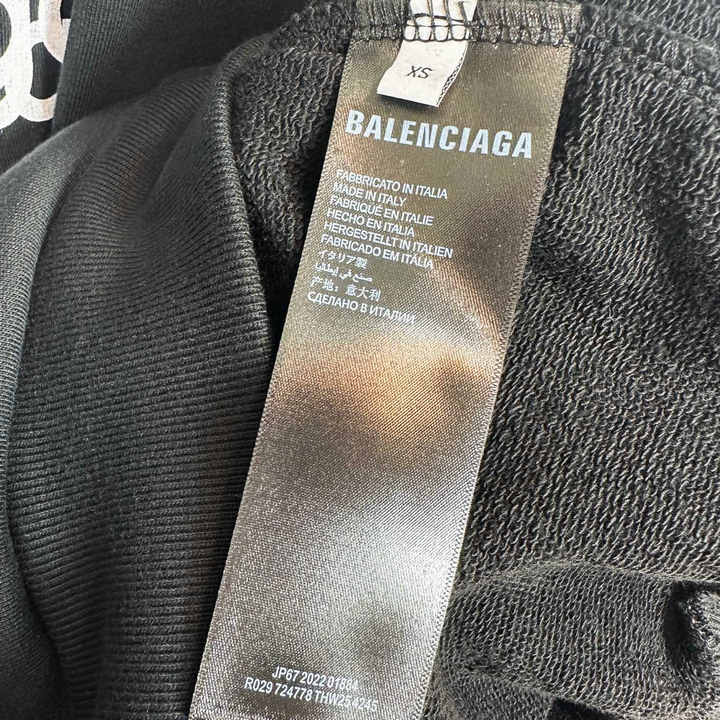 XS
BALENCIAGA
FABBRICATO IN ITALIA
MADE IN ITALY
FABRIQUÉ EN ITALIE
HECHO EN ITALIA
HERGESTELLT IN ITALIEN
FABRICADO EM ITÁLIA
イタリア製
صنع في إيطاليا
产地:意大利
СДЕЛАНО В ИТАЛИИ
JP67 2022 01864
R029 724778 THW25 4245